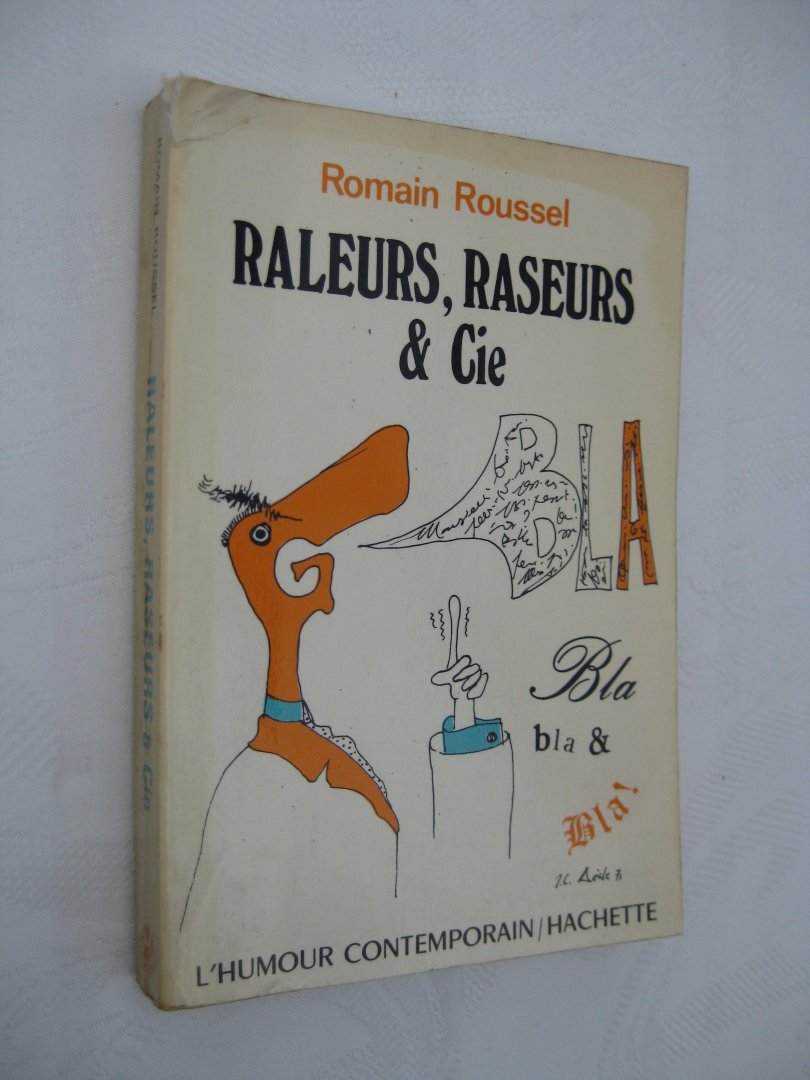 Romain Roussel
RALEURS, RASEURS
& Cie
BLA
Bla
bla &
Bla!
L'HUMOUR CONTEMPORAIN/HACHETTE
ROMAIN ROUSSEL
RALEURS, RASEURS & Cie